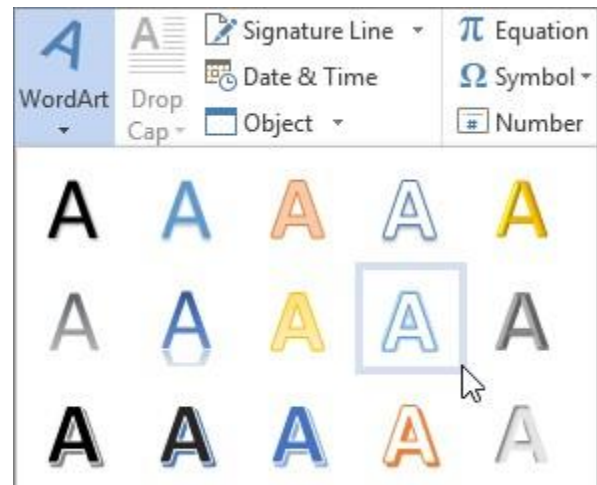 Signature Line
π Equation
Date & Time
Ω Symbol
WordArt
Drop Cap
Object
# Number
A A A A A
A A A A A
A A A A A